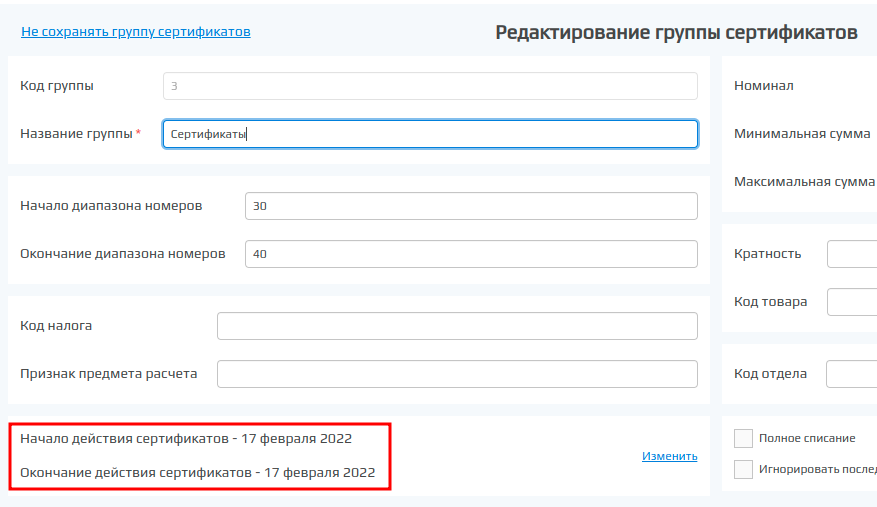 Не сохранять группу сертификатов
Редактирование группы сертификатов
Код группы
3
Название группы *
Сертификаты
Начало диапазона номеров
30
Окончание диапазона номеров
40
Код налога
Признак предмета расчета
Начало действия сертификатов - 17 февраля 2022
Окончание действия сертификатов - 17 февраля 2022
Изменить
Номинал
Минимальная сумма
Максимальная сумма
Кратность
Код товара
Код отдела
Полное списание
Игнорировать послед